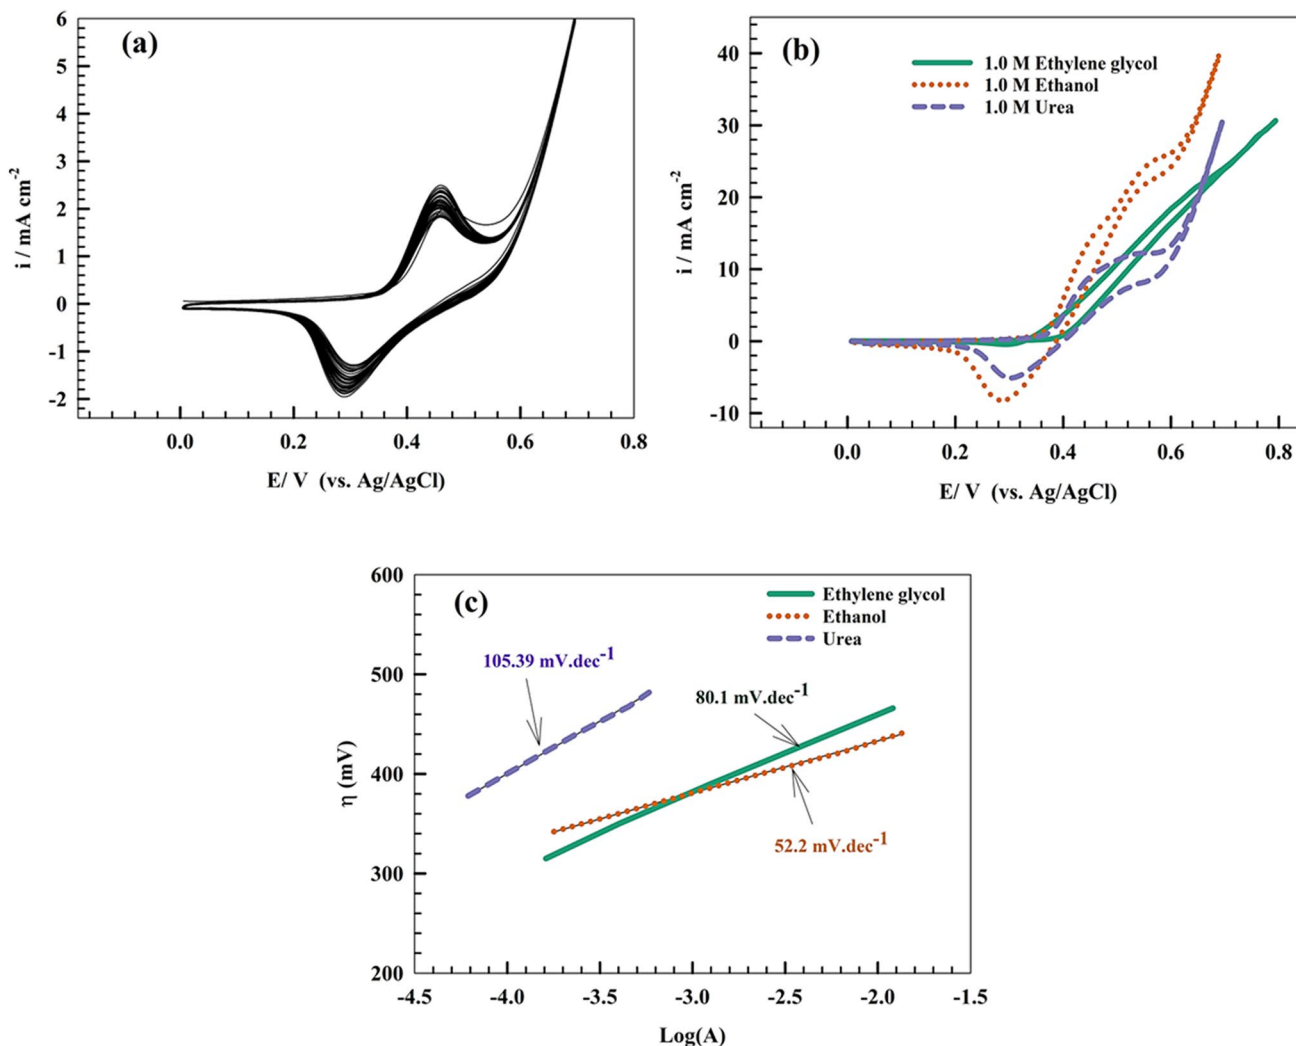 (a)
6
5
4
3
2
1
0
-1
-2
i / mA cm-2
0.0 0.2 0.4 0.6 0.8
E/ V (vs. Ag/AgCl)
(b)
1.0 M Ethylene glycol
1.0 M Ethanol
1.0 M Urea
40
30
20
10
0
-10
i / mA cm-2
0.0 0.2 0.4 0.6 0.8
E/ V (vs. Ag/AgCl)
(c)
Ethylene glycol
Ethanol
Urea
105.39 mV.dec-1
80.1 mV.dec-1
52.2 mV.dec-1
600
500
400
300
200
η (mV)
-4.5 -4.0 -3.5 -3.0 -2.5 -2.0 -1.5
Log(A)